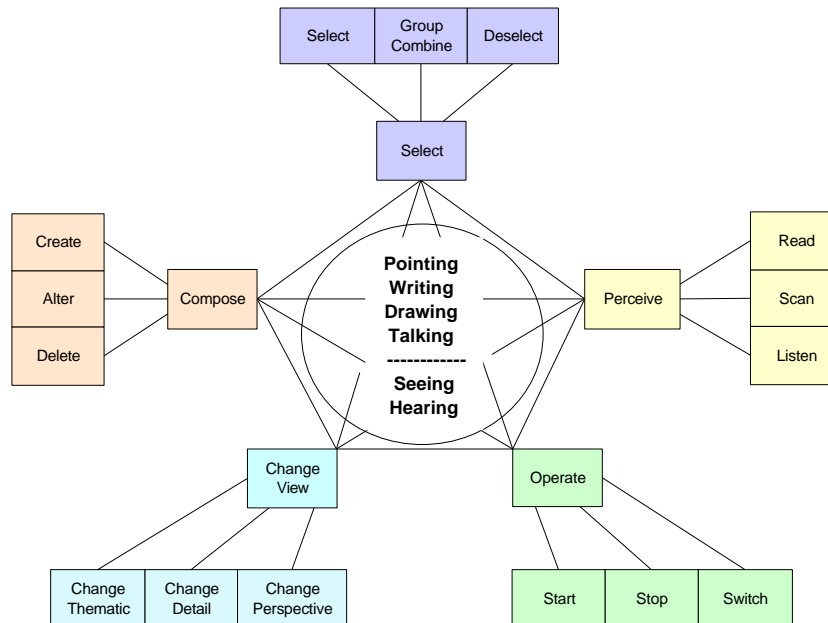 Select
Group
Combine
Deselect
Select
Create
Alter
Delete
Compose
Pointing
Writing
Drawing
Talking
------------
Seeing
Hearing
Perceive
Read
Scan
Listen
Change
View
Operate
Change
Thematic
Change
Detail
Change
Perspective
Start
Stop
Switch